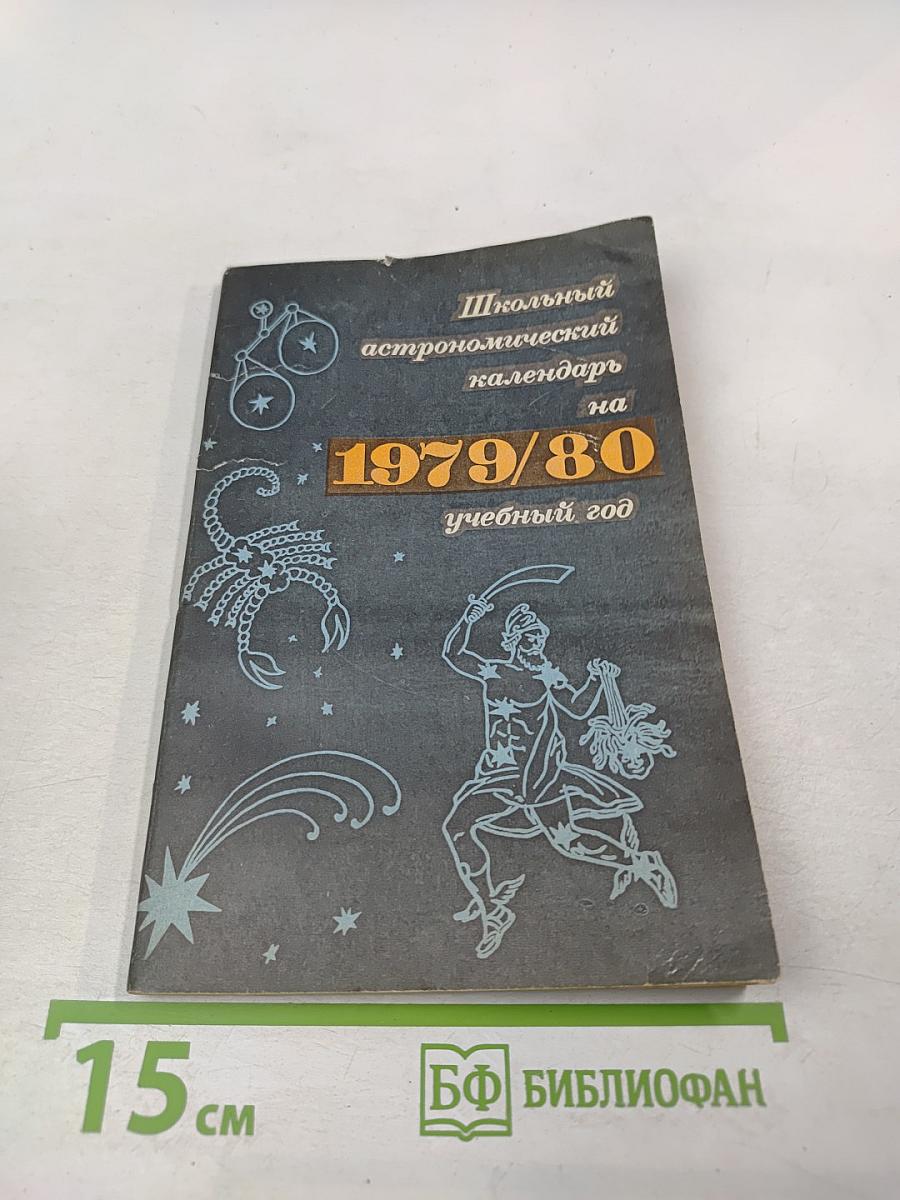 Школьный
астрономический
календарь
на
1979/80
учебный год
15 см
БФ БИБЛИОФАН